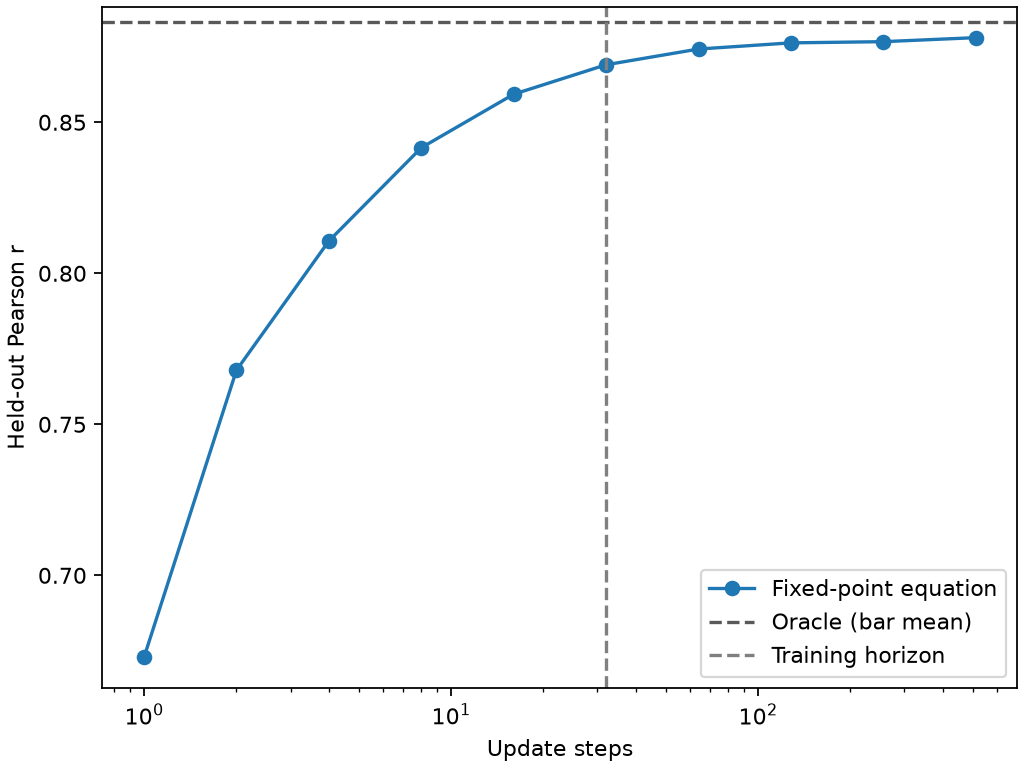 0.85
0.80
0.75
0.70
Held-out Pearson r
10⁰
10¹
10²
Update steps
Fixed-point equation
Oracle (bar mean)
Training horizon